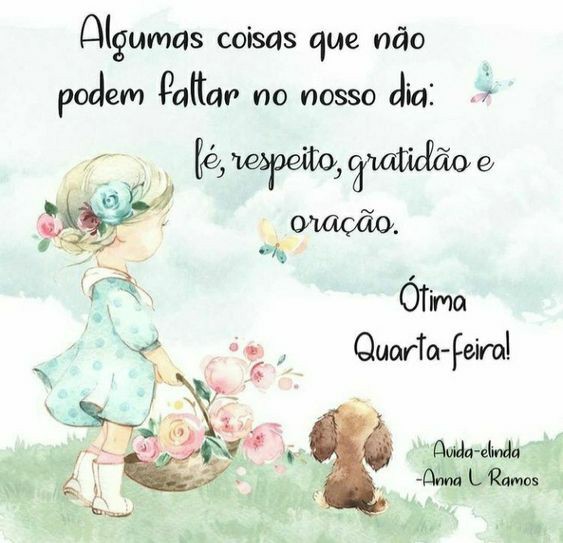 Algumas coisas que não
podem faltar no nosso dia:
fé, respeito, gratidão e
oração.
Ótima
Quarta-feira!
Avida-elinda
-Anna L Ramos